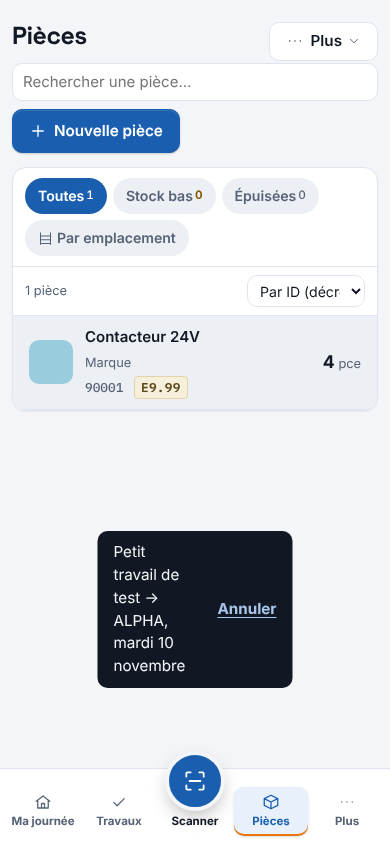 Pièces
··· Plus
Rechercher une pièce...
+ Nouvelle pièce
Toutes 1
Stock bas 0
Épuisées 0
Par emplacement
1 pièce
Par ID (décr
Contacteur 24V
Marque
4 pce
90001 E9.99
Petit
travail de
test →
ALPHA,
mardi 10
novembre
Annuler
Ma journée
Travaux
Scanner
Pièces
Plus